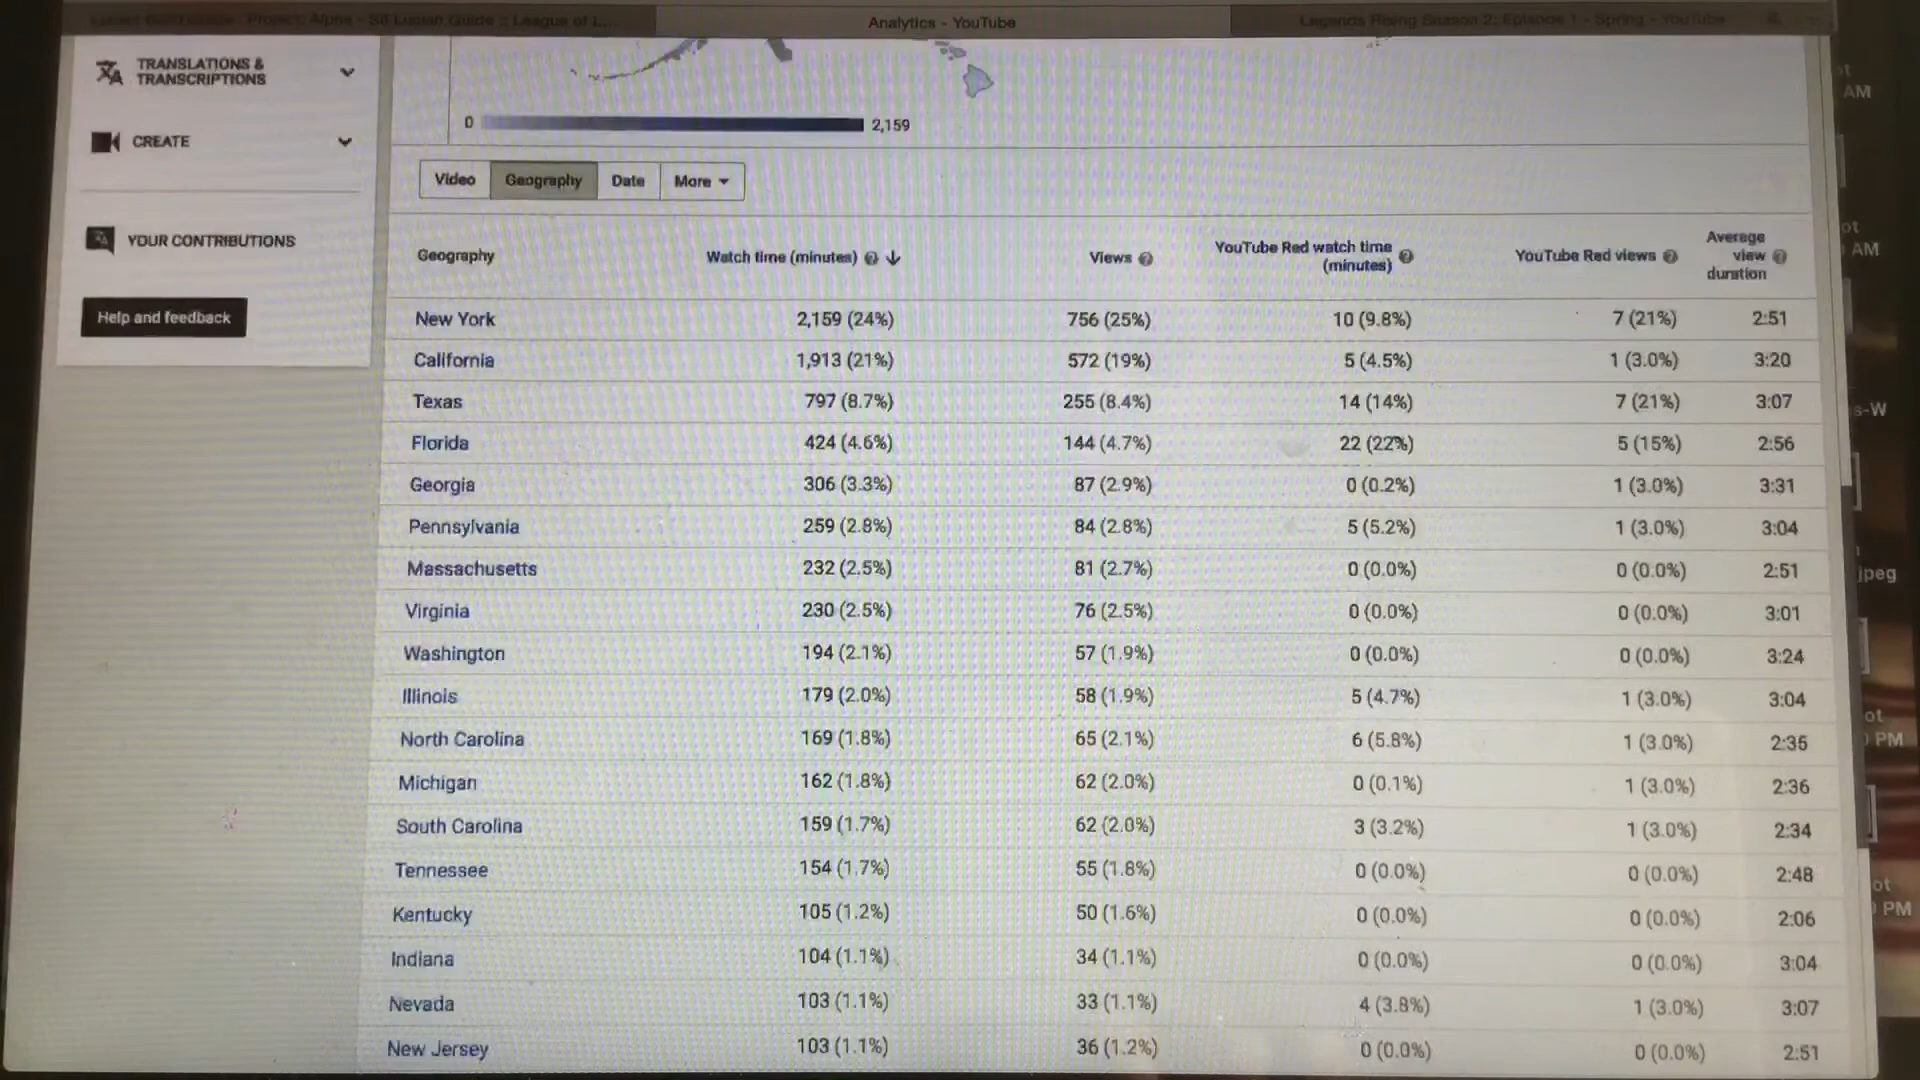 Analytics - YouTube
Legends Rising Season 2: Episode 1 - Spring - YouTube
TRANSLATIONS &
TRANSCRIPTIONS
CREATE
YOUR CONTRIBUTIONS
Help and feedback
0 2,159
Video Geography Date More
Geography Watch time (minutes) Views YouTube Red watch time (minutes) YouTube Red views Average view duration
New York 2,159 (24%) 756 (25%) 10 (9.8%) 7 (21%) 2:51
California 1,913 (21%) 572 (19%) 5 (4.5%) 1 (3.0%) 3:20
Texas 797 (8.7%) 255 (8.4%) 14 (14%) 7 (21%) 3:07
Florida 424 (4.6%) 144 (4.7%) 22 (22%) 5 (15%) 2:56
Georgia 306 (3.3%) 87 (2.9%) 0 (0.2%) 1 (3.0%) 3:31
Pennsylvania 259 (2.8%) 84 (2.8%) 5 (5.2%) 1 (3.0%) 3:04
Massachusetts 232 (2.5%) 81 (2.7%) 0 (0.0%) 0 (0.0%) 2:51
Virginia 230 (2.5%) 76 (2.5%) 0 (0.0%) 0 (0.0%) 3:01
Washington 194 (2.1%) 57 (1.9%) 0 (0.0%) 0 (0.0%) 3:24
Illinois 179 (2.0%) 58 (1.9%) 5 (4.7%) 1 (3.0%) 3:04
North Carolina 169 (1.8%) 65 (2.1%) 6 (5.8%) 1 (3.0%) 2:35
Michigan 162 (1.8%) 62 (2.0%) 0 (0.1%) 1 (3.0%) 2:36
South Carolina 159 (1.7%) 62 (2.0%) 3 (3.2%) 1 (3.0%) 2:34
Tennessee 154 (1.7%) 55 (1.8%) 0 (0.0%) 0 (0.0%) 2:48
Kentucky 105 (1.2%) 50 (1.6%) 0 (0.0%) 0 (0.0%) 2:06
Indiana 104 (1.1%) 34 (1.1%) 0 (0.0%) 0 (0.0%) 3:04
Nevada 103 (1.1%) 33 (1.1%) 4 (3.8%) 1 (3.0%) 3:07
New Jersey 103 (1.1%) 36 (1.2%) 0 (0.0%) 0 (0.0%) 2:51
AM
AM
s-W
jpeg
PM
PM